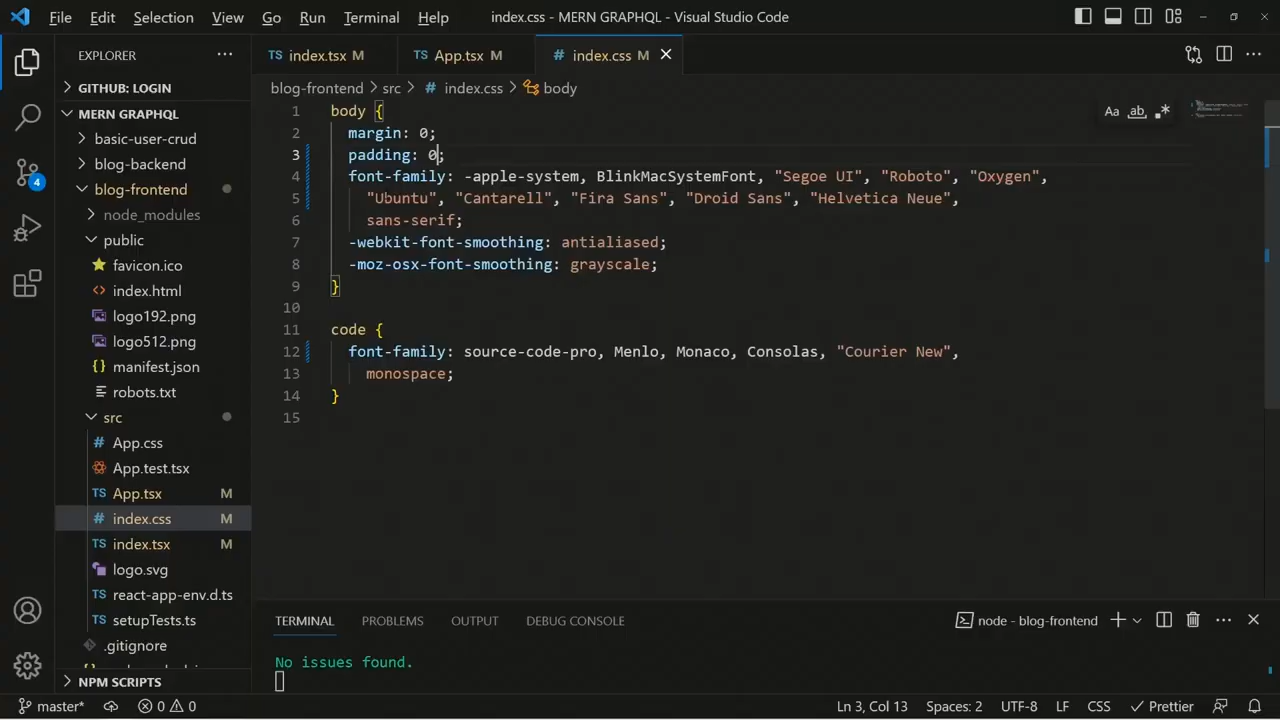 File Edit Selection View Go Run Terminal Help index.css - MERN GRAPHQL - Visual Studio Code
EXPLORER
index.tsx M
App.tsx M
index.css M
GITHUB: LOGIN
MERN GRAPHQL
basic-user-crud
blog-backend
blog-frontend
node_modules
public
favicon.ico
index.html
logo192.png
logo512.png
manifest.json
robots.txt
src
App.css
App.test.tsx
App.tsx M
index.css M
index.tsx M
logo.svg
react-app-env.d.ts
setupTests.ts
.gitignore
NPM SCRIPTS
4
blog-frontend > src > # index.css > body
Aa ab
1 body {
2 margin: 0;
3 padding: 0;
4 font-family: -apple-system, BlinkMacSystemFont, "Segoe UI", "Roboto", "Oxygen",
5 "Ubuntu", "Cantarell", "Fira Sans", "Droid Sans", "Helvetica Neue",
6 sans-serif;
7 -webkit-font-smoothing: antialiased;
8 -moz-osx-font-smoothing: grayscale;
9 }
10
11 code {
12 font-family: source-code-pro, Menlo, Monaco, Consolas, "Courier New",
13 monospace;
14 }
15
TERMINAL PROBLEMS OUTPUT DEBUG CONSOLE node - blog-frontend
No issues found.
master* 0 0 Ln 3, Col 13 Spaces: 2 UTF-8 LF CSS Prettier